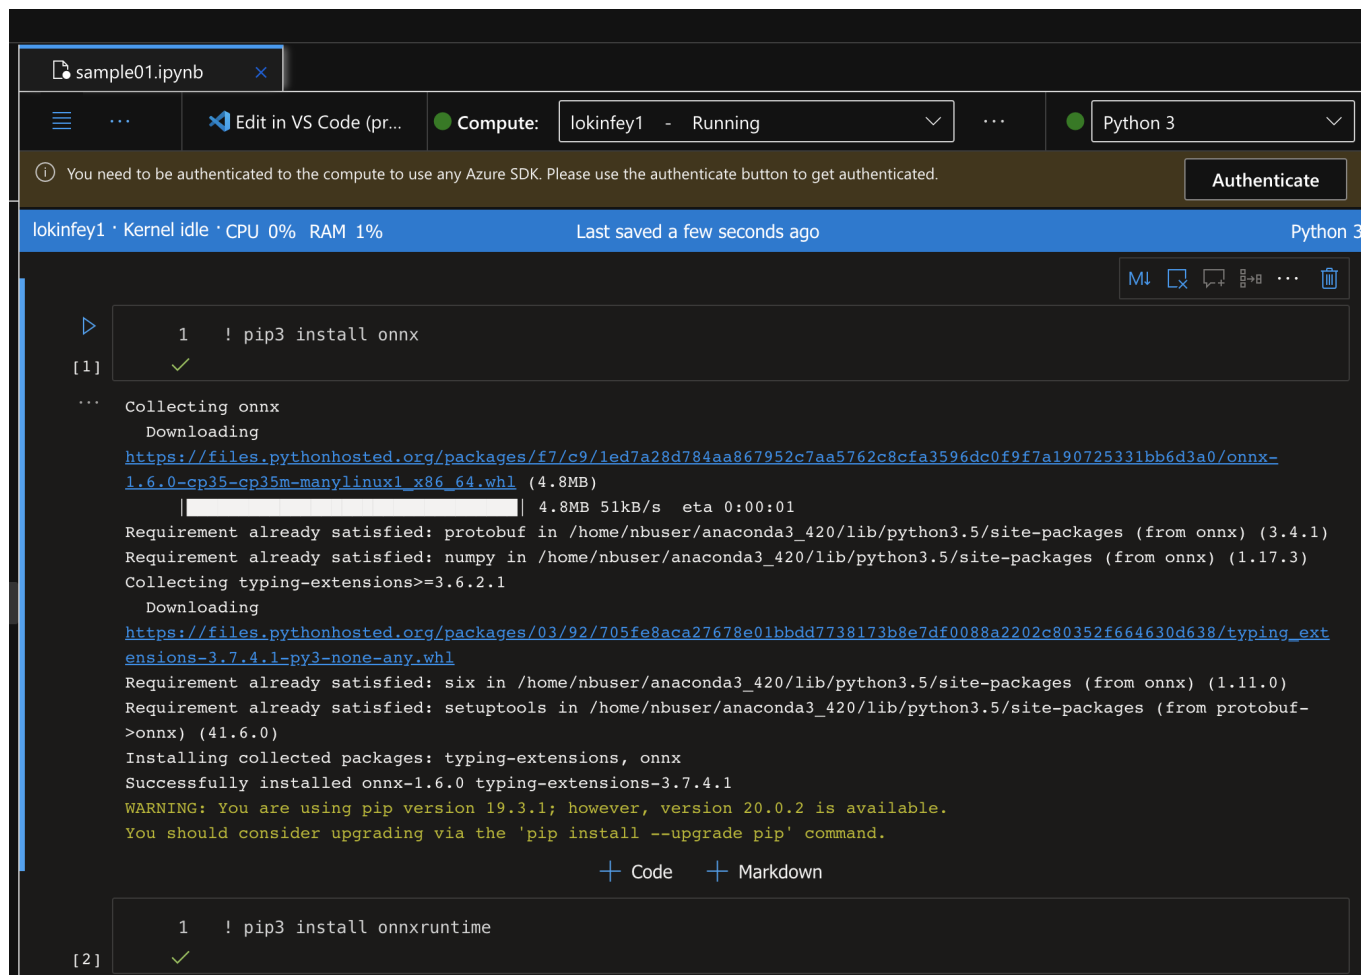 sample01.ipynb
Edit in VS Code (pr...
Compute:
lokinfey1 - Running
Python 3
You need to be authenticated to the compute to use any Azure SDK. Please use the authenticate button to get authenticated.
Authenticate
lokinfey1 · Kernel idle · CPU 0% RAM 1%
Last saved a few seconds ago
Python 3
M↓
1 ! pip3 install onnx
[1]
Collecting onnx
Downloading
https://files.pythonhosted.org/packages/f7/c9/1ed7a28d784aa867952c7aa5762c8cfa3596dc0f9f7a190725331bb6d3a0/onnx-
1.6.0-cp35-cp35m-manylinux1_x86_64.whl (4.8MB)
|████████████████████████████████| 4.8MB 51kB/s eta 0:00:01
Requirement already satisfied: protobuf in /home/nbuser/anaconda3_420/lib/python3.5/site-packages (from onnx) (3.4.1)
Requirement already satisfied: numpy in /home/nbuser/anaconda3_420/lib/python3.5/site-packages (from onnx) (1.17.3)
Collecting typing-extensions>=3.6.2.1
Downloading
https://files.pythonhosted.org/packages/03/92/705fe8aca27678e01bbdd7738173b8e7df0088a2202c80352f664630d638/typing_ext
ensions-3.7.4.1-py3-none-any.whl
Requirement already satisfied: six in /home/nbuser/anaconda3_420/lib/python3.5/site-packages (from onnx) (1.11.0)
Requirement already satisfied: setuptools in /home/nbuser/anaconda3_420/lib/python3.5/site-packages (from protobuf-
>onnx) (41.6.0)
Installing collected packages: typing-extensions, onnx
Successfully installed onnx-1.6.0 typing-extensions-3.7.4.1
WARNING: You are using pip version 19.3.1; however, version 20.0.2 is available.
You should consider upgrading via the 'pip install --upgrade pip' command.
+ Code + Markdown
1 ! pip3 install onnxruntime
[2]